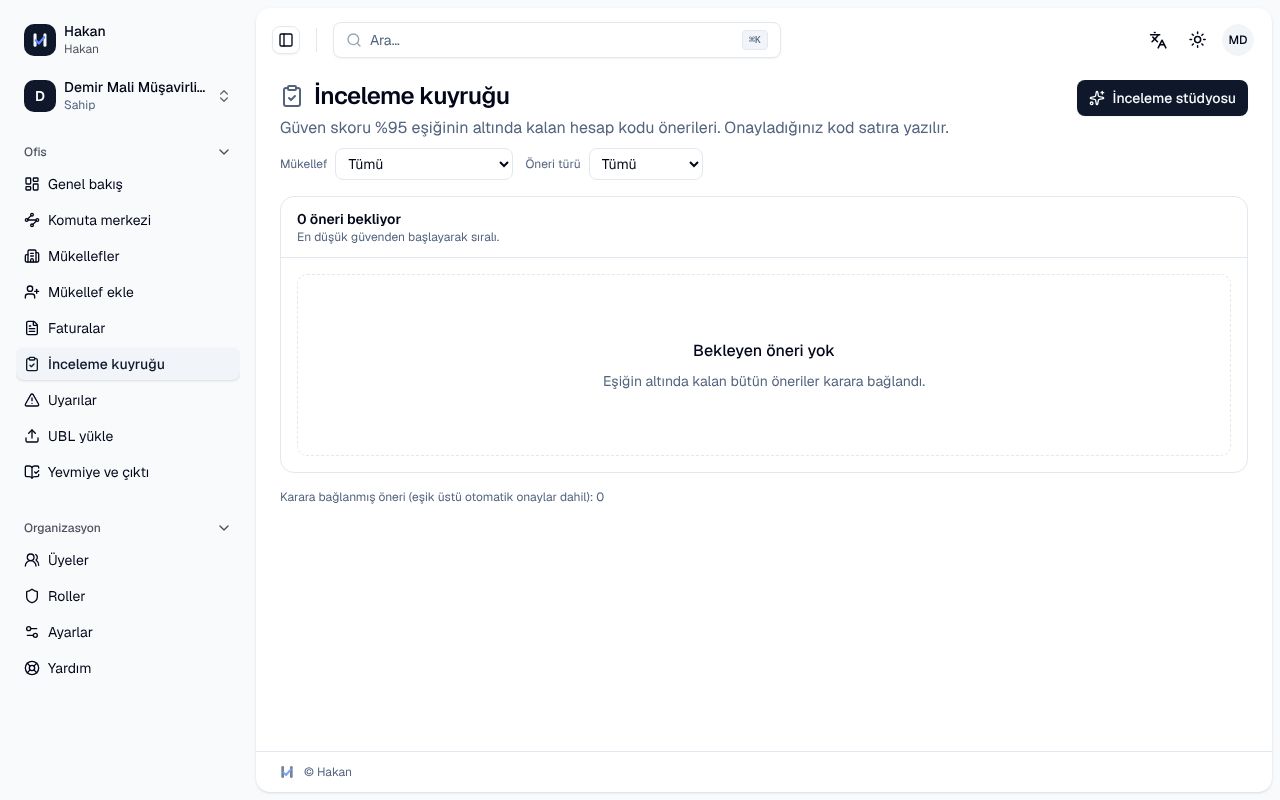 Hakan
Hakan
D
Demir Mali Müşavirli...
Sahip
Ofis
Genel bakış
Komuta merkezi
Mükellefler
Mükellef ekle
Faturalar
İnceleme kuyruğu
Uyarılar
UBL yükle
Yevmiye ve çıktı
Organizasyon
Üyeler
Roller
Ayarlar
Yardım
Ara...
⌘K
MD
İnceleme kuyruğu
İnceleme stüdyosu
Güven skoru %95 eşiğinin altında kalan hesap kodu önerileri. Onayladığınız kod satıra yazılır.
Mükellef Tümü Öneri türü Tümü
0 öneri bekliyor
En düşük güvenden başlayarak sıralı.
Bekleyen öneri yok
Eşiğin altında kalan bütün öneriler karara bağlandı.
Karara bağlanmış öneri (eşik üstü otomatik onaylar dahil): 0
© Hakan